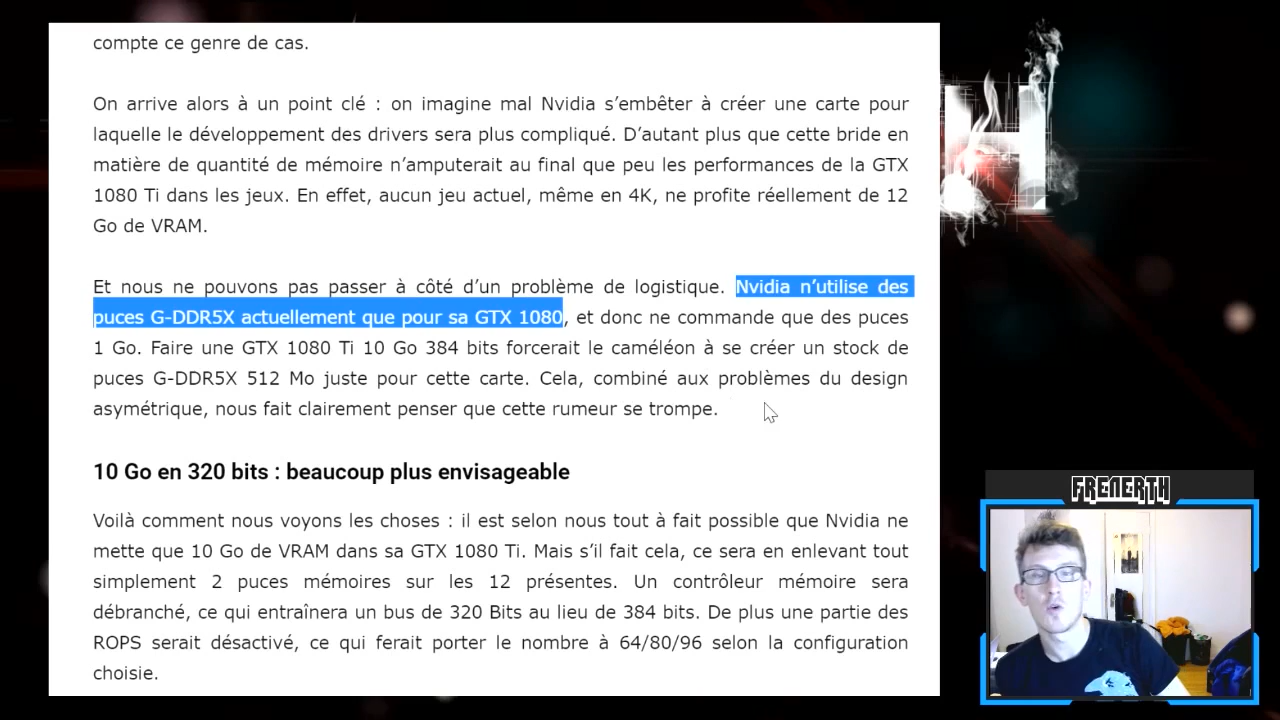 compte ce genre de cas.
On arrive alors à un point clé : on imagine mal Nvidia s’embêter à créer une carte pour
laquelle le développement des drivers sera plus compliqué. D’autant plus que cette bride en
matière de quantité de mémoire n’amputerait au final que peu les performances de la GTX
1080 Ti dans les jeux. En effet, aucun jeu actuel, même en 4K, ne profite réellement de 12
Go de VRAM.
Et nous ne pouvons pas passer à côté d’un problème de logistique. Nvidia n’utilise des
puces G-DDR5X actuellement que pour sa GTX 1080, et donc ne commande que des puces
1 Go. Faire une GTX 1080 Ti 10 Go 384 bits forcerait le caméléon à se créer un stock de
puces G-DDR5X 512 Mo juste pour cette carte. Cela, combiné aux problèmes du design
asymétrique, nous fait clairement penser que cette rumeur se trompe.
10 Go en 320 bits : beaucoup plus envisageable
Voilà comment nous voyons les choses : il est selon nous tout à fait possible que Nvidia ne
mette que 10 Go de VRAM dans sa GTX 1080 Ti. Mais s’il fait cela, ce sera en enlevant tout
simplement 2 puces mémoires sur les 12 présentes. Un contrôleur mémoire sera
débranché, ce qui entraînera un bus de 320 Bits au lieu de 384 bits. De plus une partie des
ROPS serait désactivé, ce qui ferait porter le nombre à 64/80/96 selon la configuration
choisie.
FRENERTH